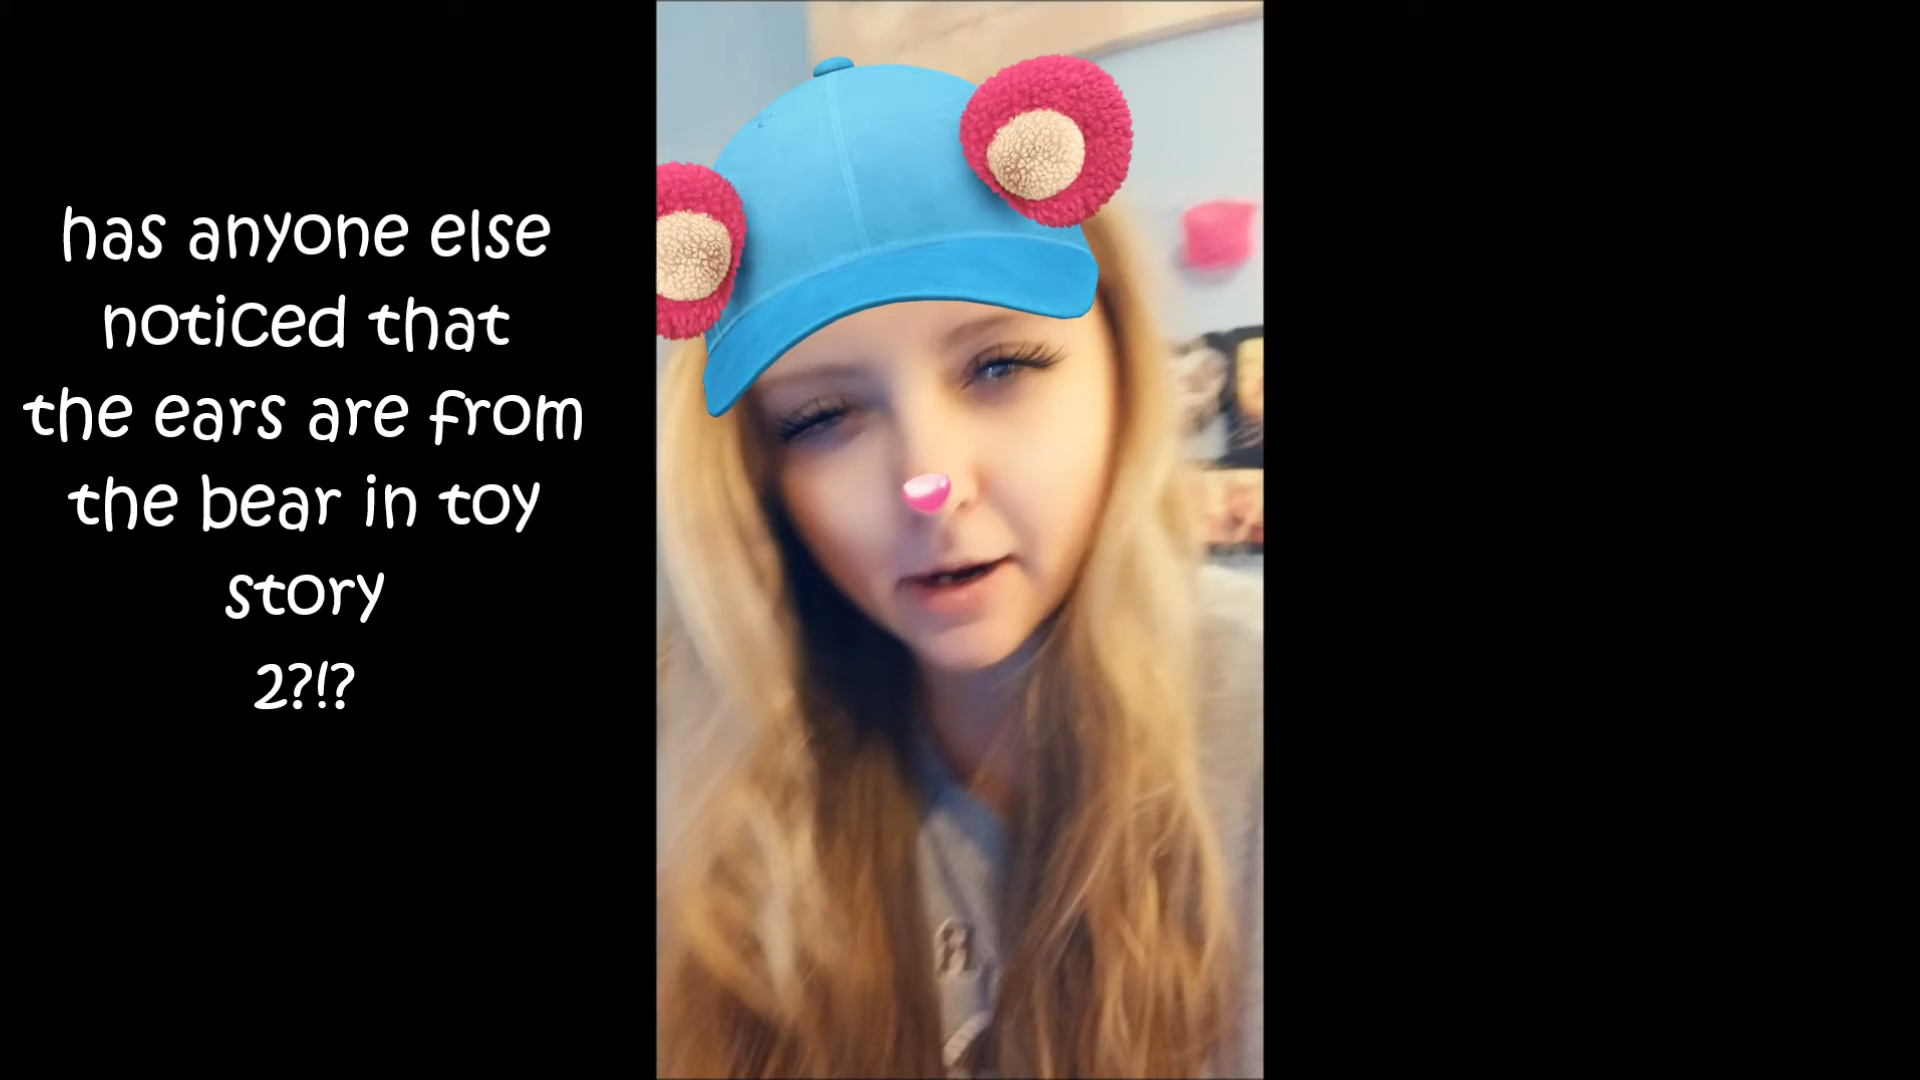 has anyone else
noticed that
the ears are from
the bear in toy
story
2?!?